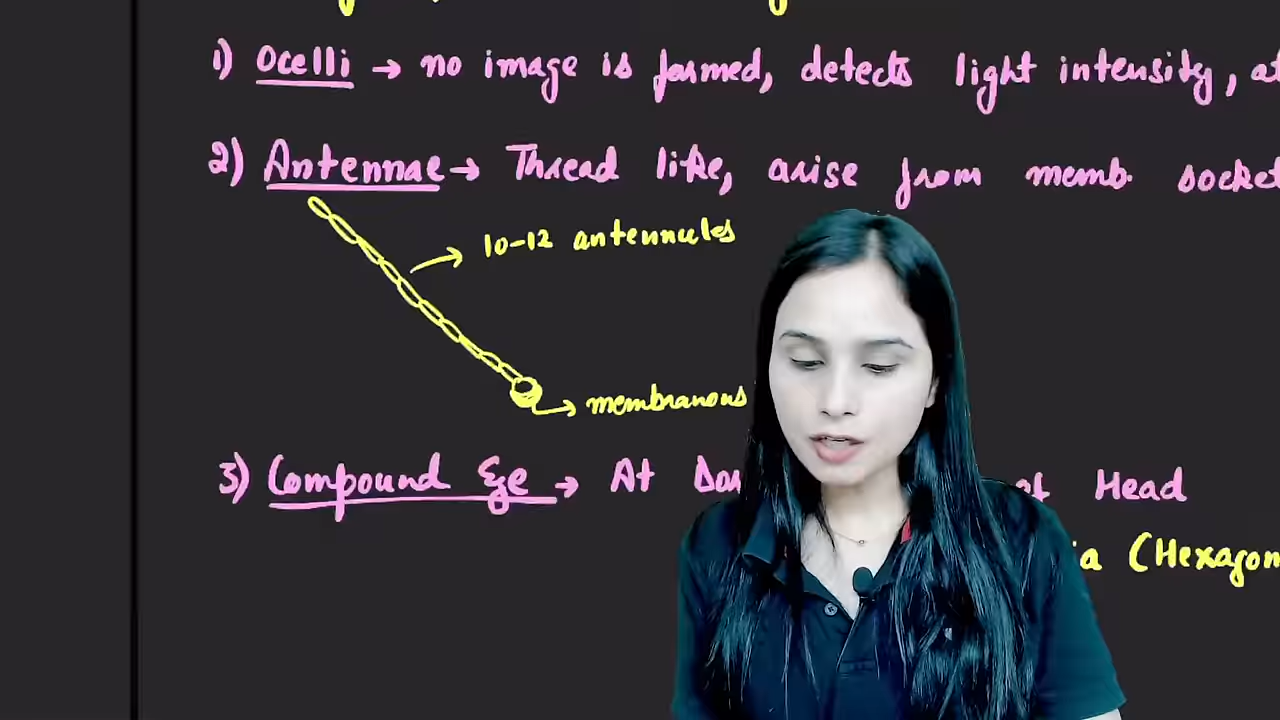 1) Ocelli → no image is formed, detects light intensity, at
2) Antennae → Thread like, arise from memb. socket
→ 10-12 antennules
→ membranous
3) Compound Eye → At of Head
(Hexagon